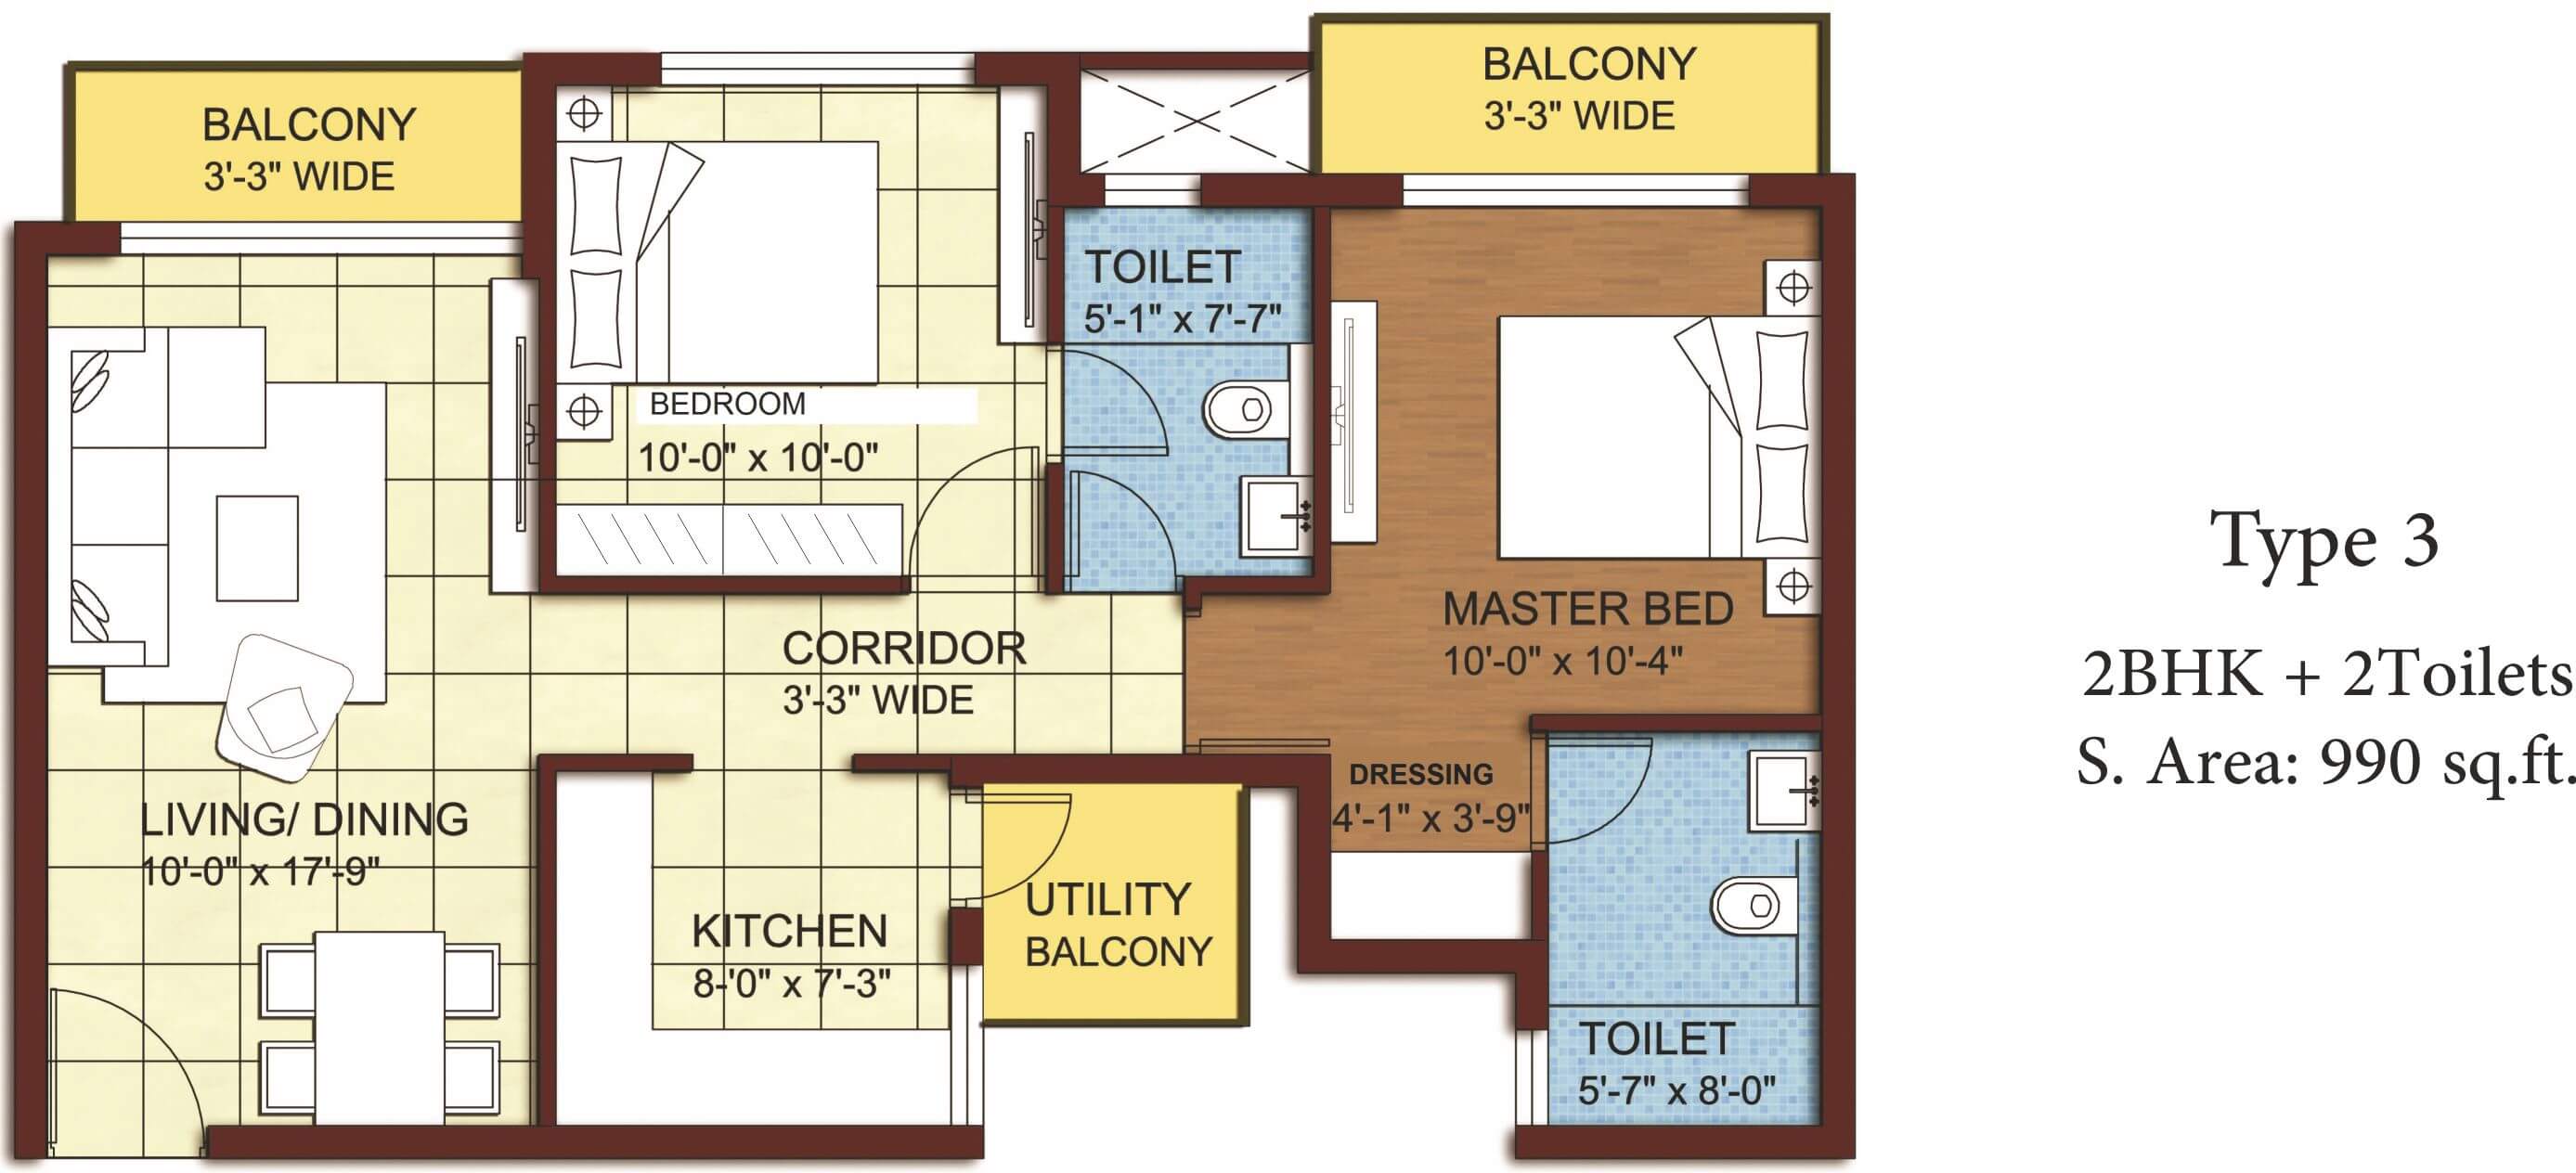 BALCONY
3'-3" WIDE
BALCONY
3'-3" WIDE
TOILET
5'-1" x 7'-7"
BEDROOM
10'-0" x 10'-0"
MASTER BED
10'-0" x 10'-4"
CORRIDOR
3'-3" WIDE
DRESSING
4'-1" x 3'-9"
LIVING/ DINING
10'-0" x 17'-9"
KITCHEN
8-'0" x 7'-3"
UTILITY
BALCONY
TOILET
5'-7" x 8'-0"
Type 3
2BHK + 2Toilets
S. Area: 990 sq.ft.